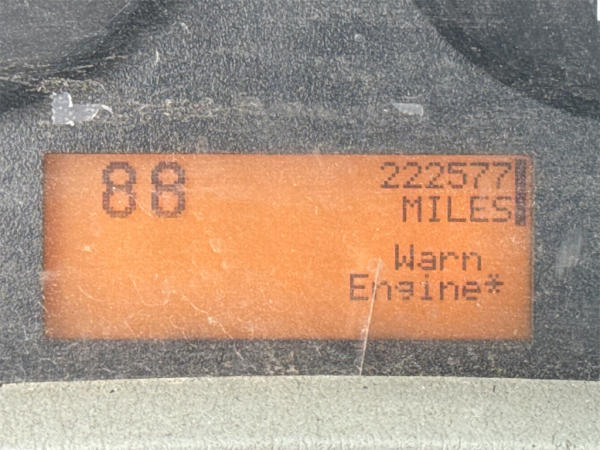 88
222577
MILES
Warn
Engine*